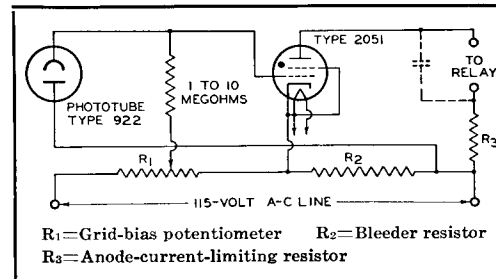 TYPE 2051
TO
RELAY
1 TO 10
MEGOHMS
PHOTOTUBE
TYPE 922
R₃
R₁
R₂
115-VOLT A-C LINE
R₁=Grid-bias potentiometer R₂=Bleeder resistor
R₃=Anode-current-limiting resistor